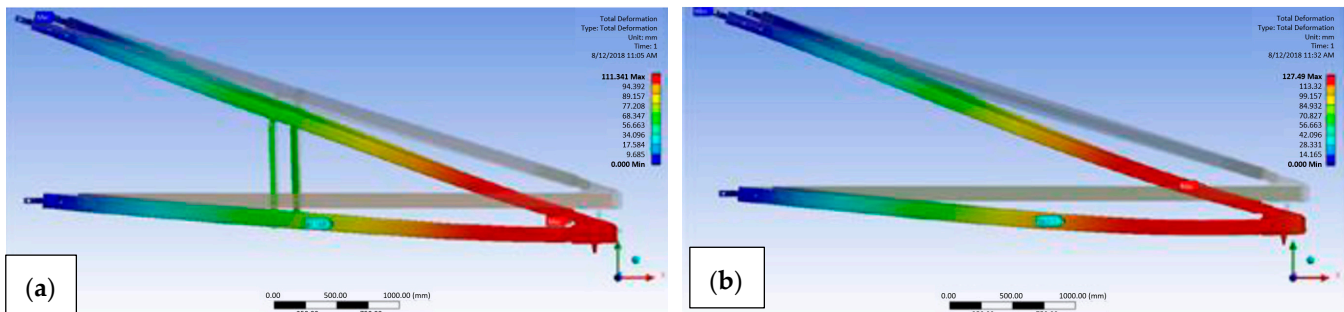 Total Deformation
Type: Total Deformation
Unit: mm
Time: 1
8/12/2018 11:05 AM
111.341 Max
94.392
89.157
77.208
68.347
56.663
34.096
17.584
9.685
0.000 Min
0.00 500.00 1000.00 (mm)
(a)
Total Deformation
Type: Total Deformation
Unit: mm
Time: 1
8/12/2018 11:32 AM
127.49 Max
113.32
99.157
84.932
70.827
56.663
42.096
28.331
14.165
0.000 Min
0.00 500.00 1000.00 (mm)
(b)